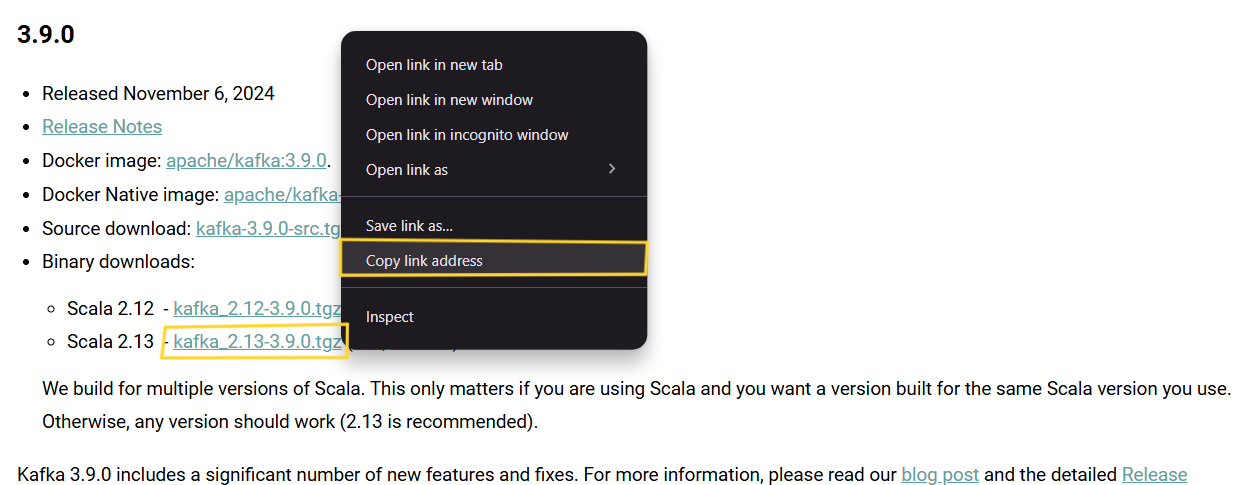 3.9.0
Released November 6, 2024
Release Notes
Docker image: apache/kafka:3.9.0.
Docker Native image: apache/kafka-
Source download: kafka-3.9.0-src.tg
Binary downloads:
Scala 2.12 - kafka_2.12-3.9.0.tgz
Scala 2.13 - kafka_2.13-3.9.0.tgz
Open link in new tab
Open link in new window
Open link in incognito window
Open link as
Save link as...
Copy link address
Inspect
We build for multiple versions of Scala. This only matters if you are using Scala and you want a version built for the same Scala version you use.
Otherwise, any version should work (2.13 is recommended).
Kafka 3.9.0 includes a significant number of new features and fixes. For more information, please read our blog post and the detailed Release